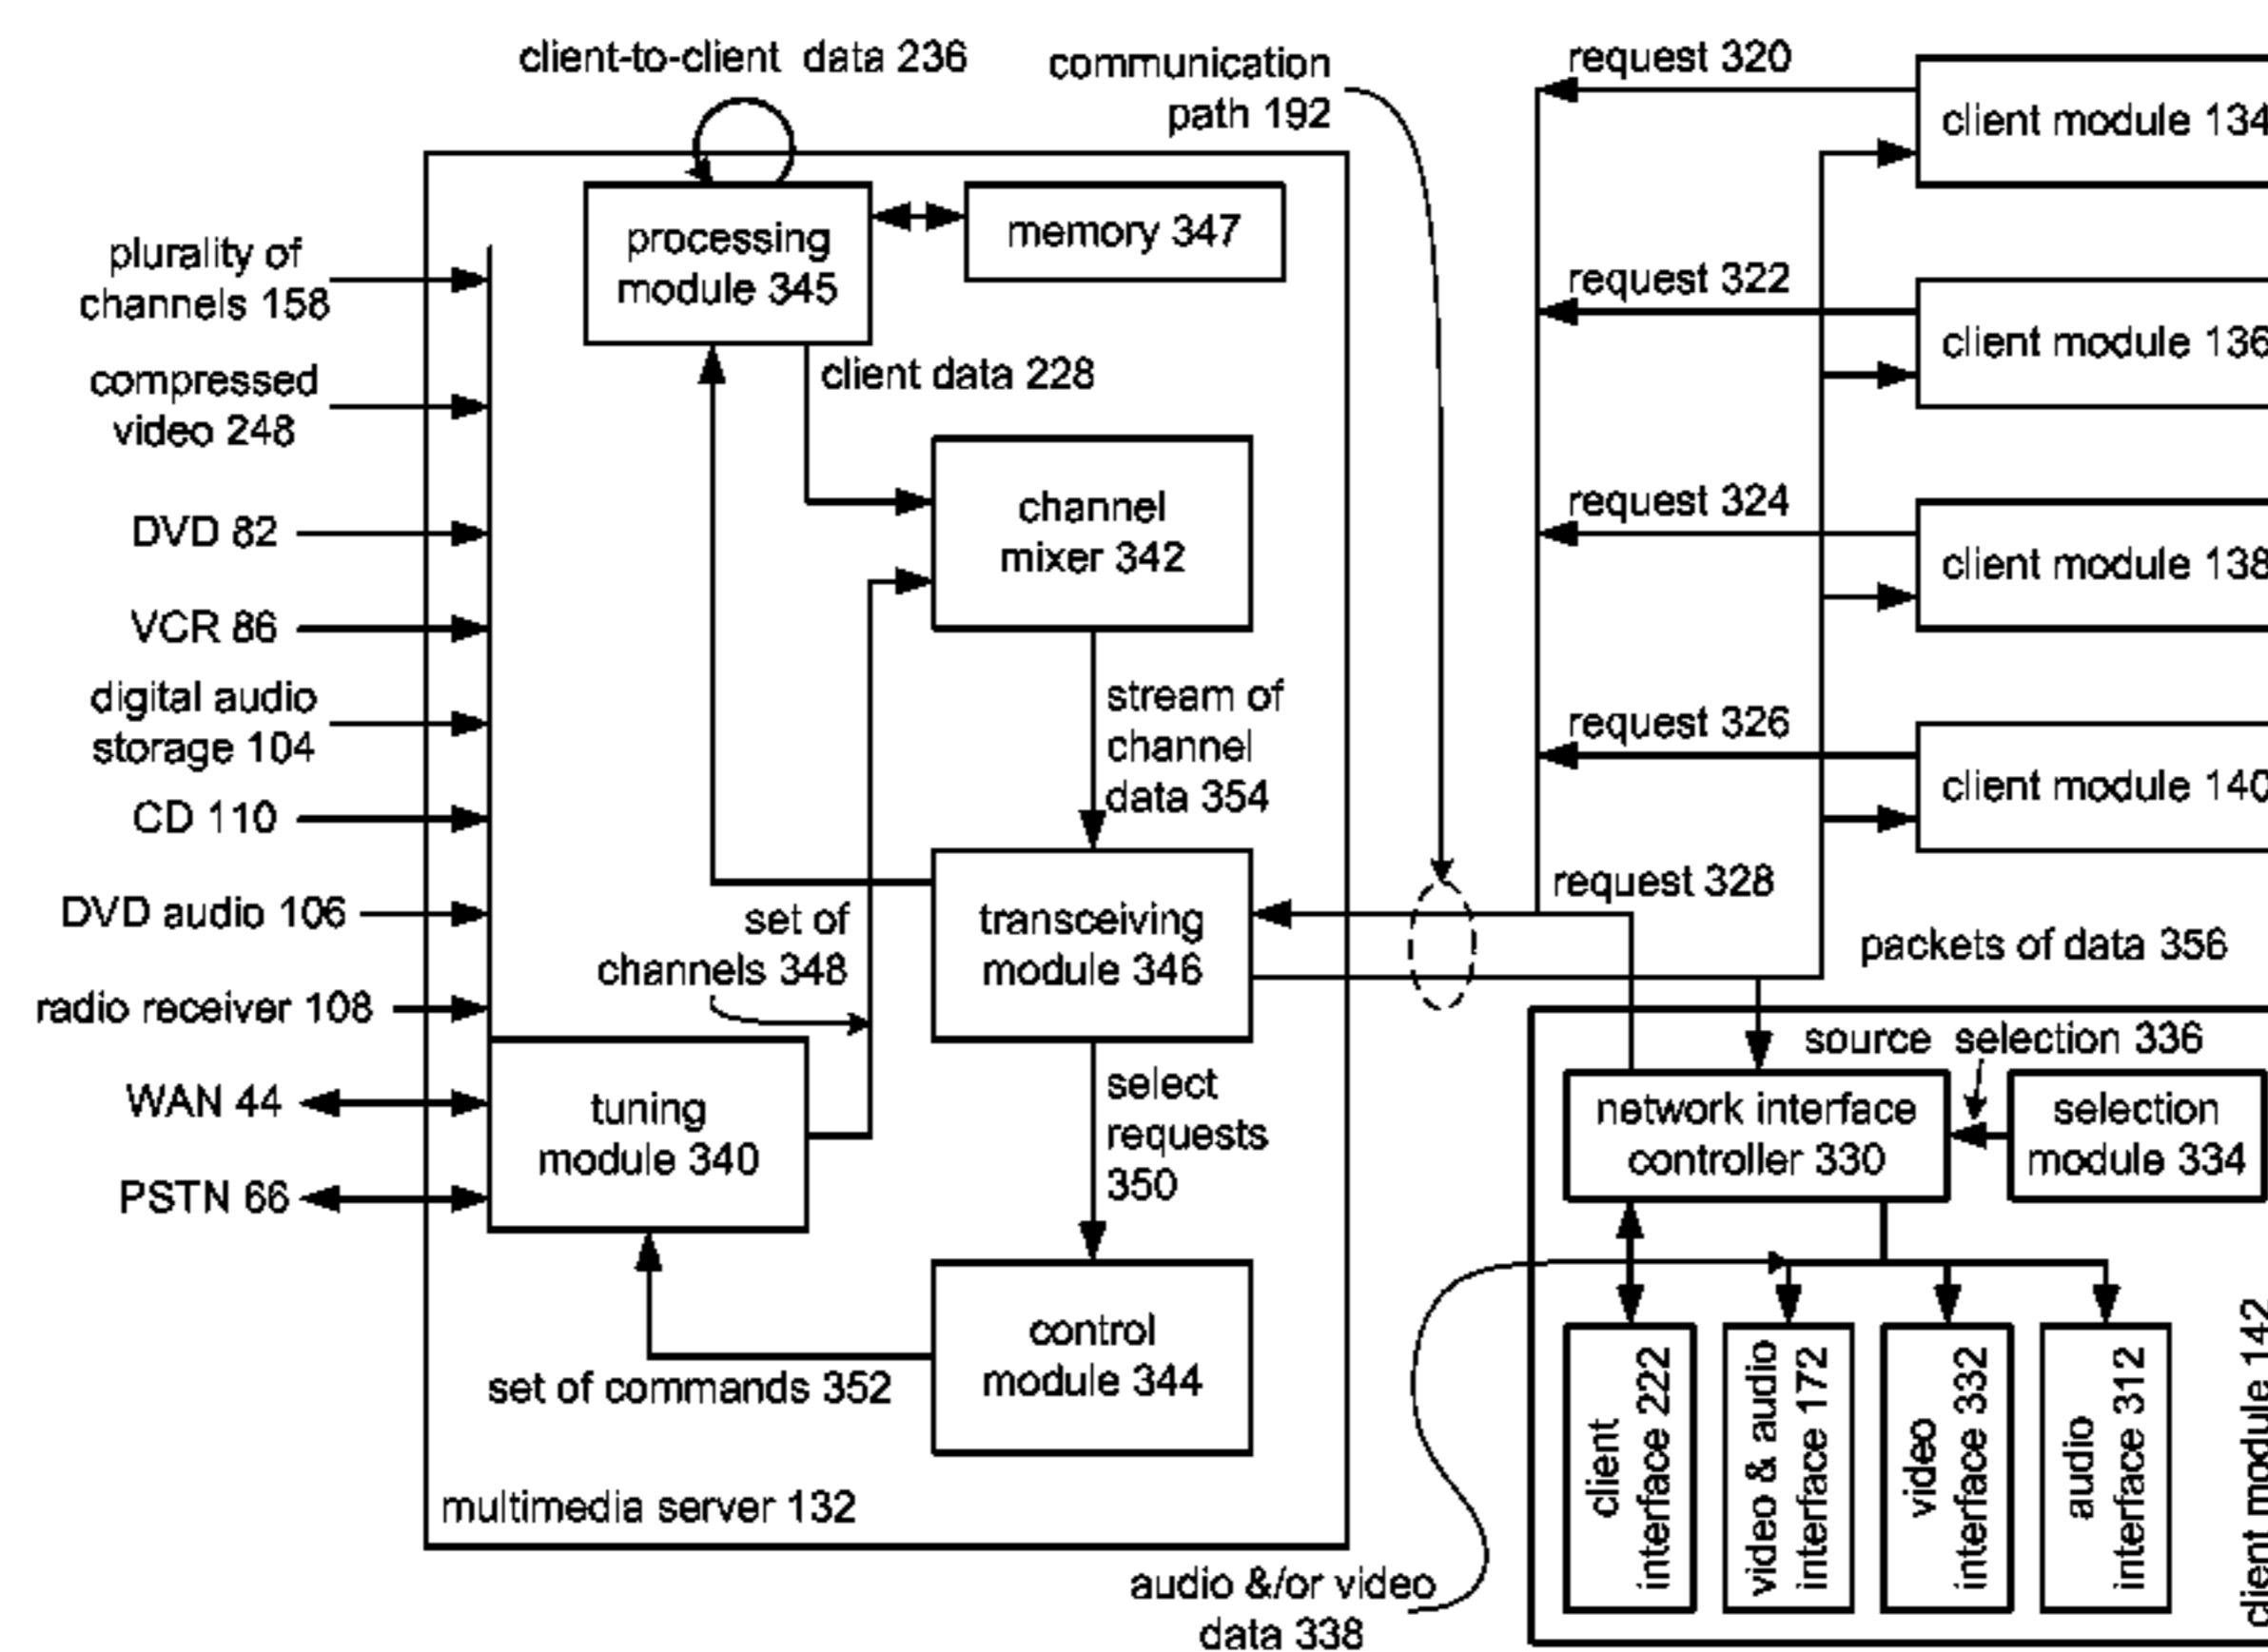 client-to-client data 236
communication
path 192
plurality of
channels 158
compressed
video 248
DVD 82
VCR 86
digital audio
storage 104
CD 110
DVD audio 106
radio receiver 108
WAN 44
PSTN 66
processing
module 345
memory 347
client data 228
channel
mixer 342
stream of
channel
data 354
set of
channels 348
transceiving
module 346
select
requests
350
tuning
module 340
control
module 344
set of commands 352
multimedia server 132
request 320
client module 134
request 322
client module 136
request 324
client module 138
request 326
client module 140
request 328
packets of data 356
source selection 336
network interface
controller 330
selection
module 334
client
interface 222
video & audio
interface 172
video
interface 332
audio
interface 312
client module 142
audio &/or video
data 338